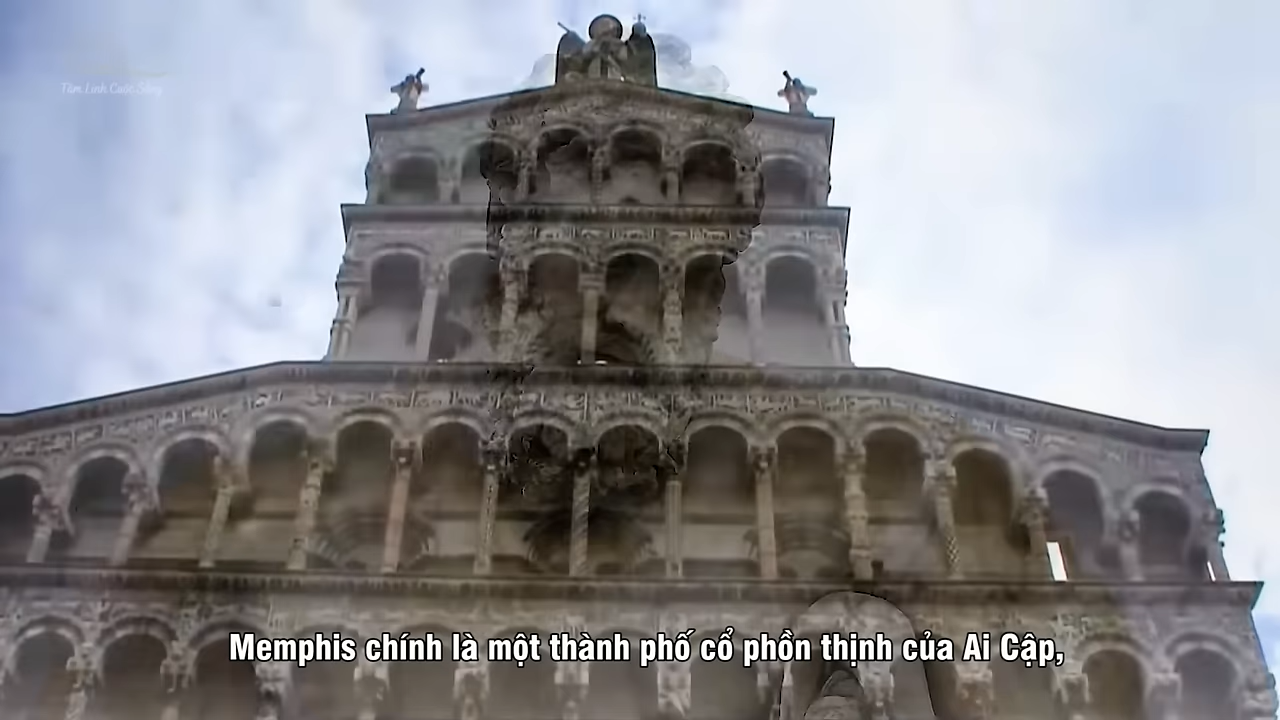 Tâm Linh Cuộc Sống
Memphis chính là một thành phố cổ phồn thịnh của Ai Cập,